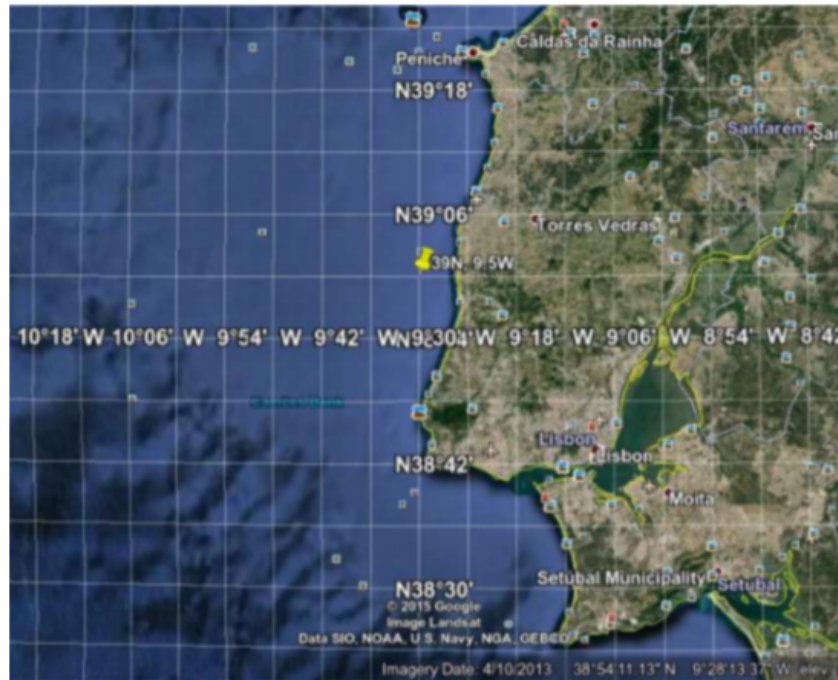 Caldas da Rainha
Peniche
N39°18'
Santarem
N39°06'
Torres Vedras
39N, 9.5W
10°18' W 10°06' W 9°54' W 9°42' W 9°30' W 9°18' W 9°06' W 8°54' W 8°42'
Lisbon
Lisbon
N38°42'
Moita
Setúbal Municipality
Setúbal
N38°30'
© 2015 Google
Image Landsat
Data SIO, NOAA, U.S. Navy, NGA, GEBCO
Imagery Date: 4/10/2013 38°54'11.13" N 9°28'13.37" W elev